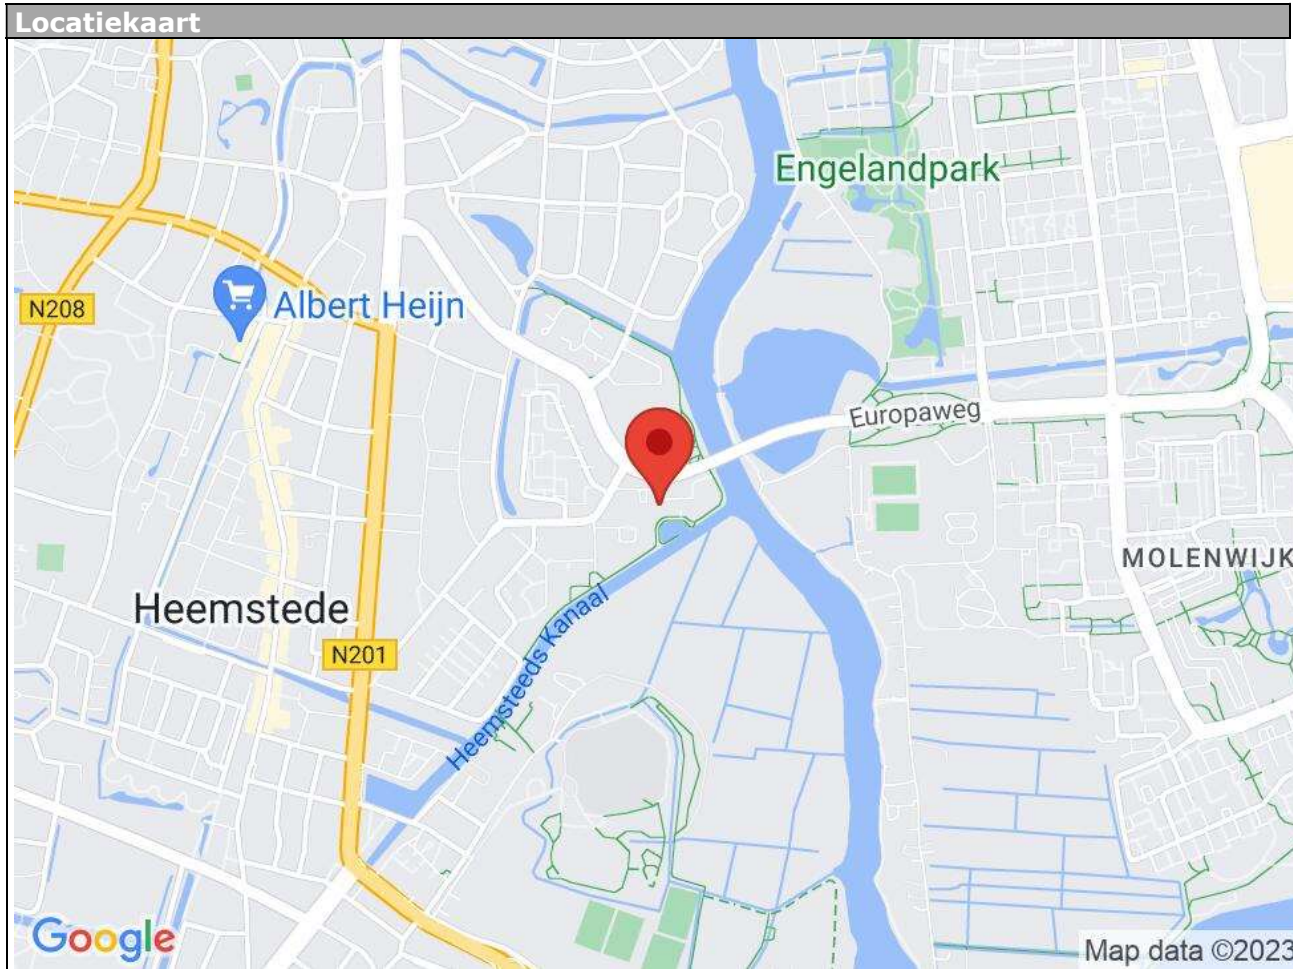 Locatiekaart
Engelandpark
N208
Albert Heijn
Europaweg
MOLENWIJK
Heemstede
N201
Heemsteeds Kanaal
Google
Map data ©2023